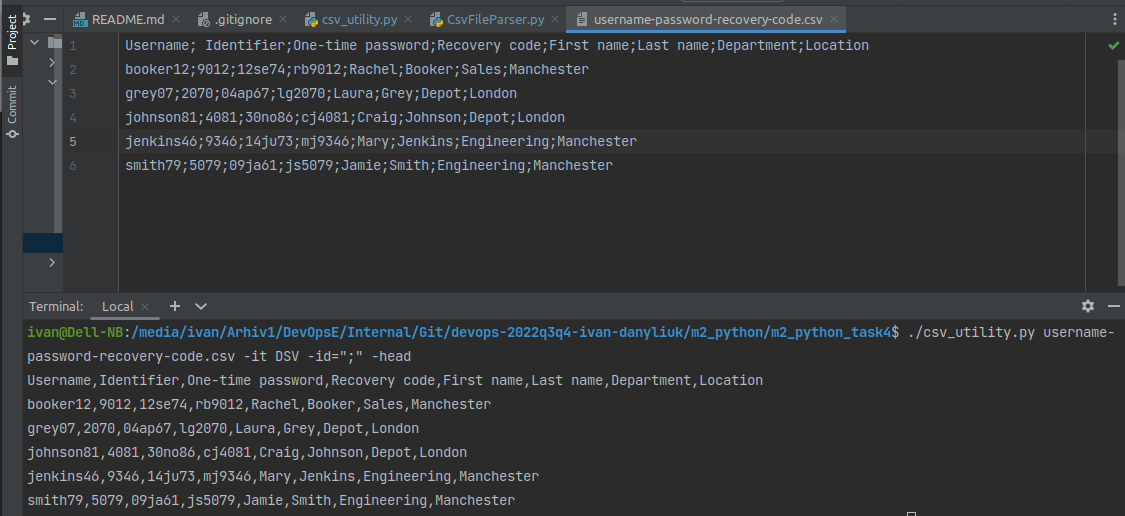 Project
Commit
README.md
.gitignore
csv_utility.py
CsvFileParser.py
username-password-recovery-code.csv
1 Username; Identifier;One-time password;Recovery code;First name;Last name;Department;Location
2 booker12;9012;12se74;rb9012;Rachel;Booker;Sales;Manchester
3 grey07;2070;04ap67;lg2070;Laura;Grey;Depot;London
4 johnson81;4081;30no86;cj4081;Craig;Johnson;Depot;London
5 jenkins46;9346;14ju73;mj9346;Mary;Jenkins;Engineering;Manchester
6 smith79;5079;09ja61;js5079;Jamie;Smith;Engineering;Manchester
Terminal: Local
ivan@Dell-NB:/media/ivan/Arhiv1/DevOpsE/Internal/Git/devops-2022q3q4-ivan-danyliuk/m2_python/m2_python_task4$ ./csv_utility.py username-
password-recovery-code.csv -it DSV -id=";" -head
Username,Identifier,One-time password,Recovery code,First name,Last name,Department,Location
booker12,9012,12se74,rb9012,Rachel,Booker,Sales,Manchester
grey07,2070,04ap67,lg2070,Laura,Grey,Depot,London
johnson81,4081,30no86,cj4081,Craig,Johnson,Depot,London
jenkins46,9346,14ju73,mj9346,Mary,Jenkins,Engineering,Manchester
smith79,5079,09ja61,js5079,Jamie,Smith,Engineering,Manchester